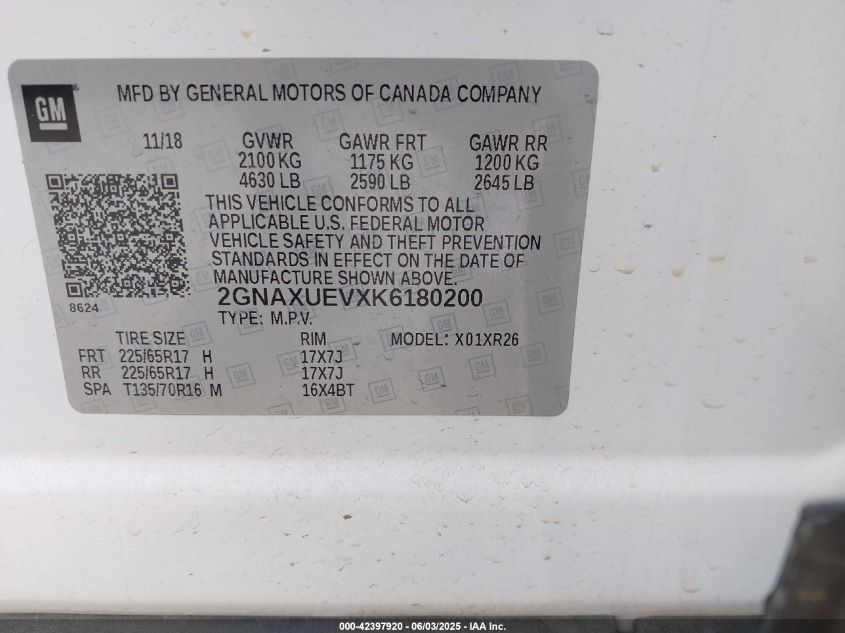 GM
MFD BY GENERAL MOTORS OF CANADA COMPANY
11/18 GVWR GAWR FRT GAWR RR
2100 KG 1175 KG 1200 KG
4630 LB 2590 LB 2645 LB
THIS VEHICLE CONFORMS TO ALL
APPLICABLE U.S. FEDERAL MOTOR
VEHICLE SAFETY AND THEFT PREVENTION
STANDARDS IN EFFECT ON THE DATE OF
MANUFACTURE SHOWN ABOVE.
8624
2GNAXUEVXK6180200
TYPE: M.P.V.
TIRE SIZE RIM MODEL: X01XR26
FRT 225/65R17 H 17X7J
RR 225/65R17 H 17X7J
SPA T135/70R16 M 16X4BT
000-42397920 - 06/03/2025 - IAA Inc.